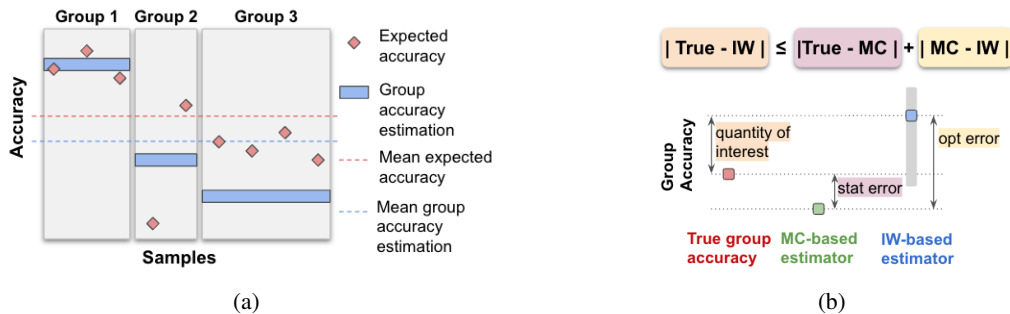 Group 1 Group 2 Group 3
Accuracy
Samples
Expected
accuracy
Group
accuracy
estimation
Mean expected
accuracy
Mean group
accuracy
estimation
(a)
| True - IW | ≤ |True - MC | + | MC - IW |
Group
Accuracy
quantity of
interest
stat error
opt error
True group
accuracy
MC-based
estimator
IW-based
estimator
(b)